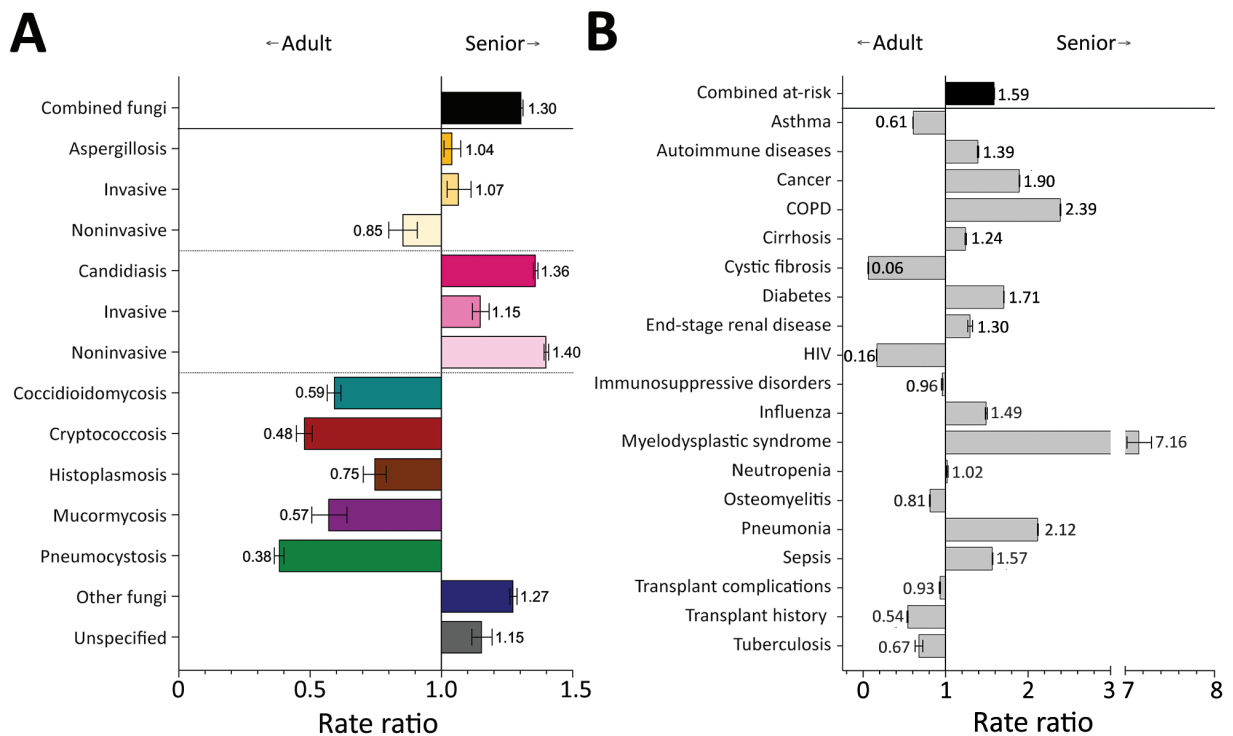 A
←Adult
Senior→
Combined fungi
1.30
Aspergillosis
1.04
Invasive
1.07
Noninvasive
0.85
Candidiasis
1.36
Invasive
1.15
Noninvasive
1.40
Coccidioidomycosis
0.59
Cryptococcosis
0.48
Histoplasmosis
0.75
Mucormycosis
0.57
Pneumocystosis
0.38
Other fungi
1.27
Unspecified
1.15
0 0.5 1.0 1.5
Rate ratio
B
←Adult
Senior→
Combined at-risk
1.59
Asthma
0.61
Autoimmune diseases
1.39
Cancer
1.90
COPD
2.39
Cirrhosis
1.24
Cystic fibrosis
0.06
Diabetes
1.71
End-stage renal disease
1.30
HIV
0.16
Immunosuppressive disorders
0.96
Influenza
1.49
Myelodysplastic syndrome
7.16
Neutropenia
1.02
Osteomyelitis
0.81
Pneumonia
2.12
Sepsis
1.57
Transplant complications
0.93
Transplant history
0.54
Tuberculosis
0.67
0 1 2 3 7 8
Rate ratio